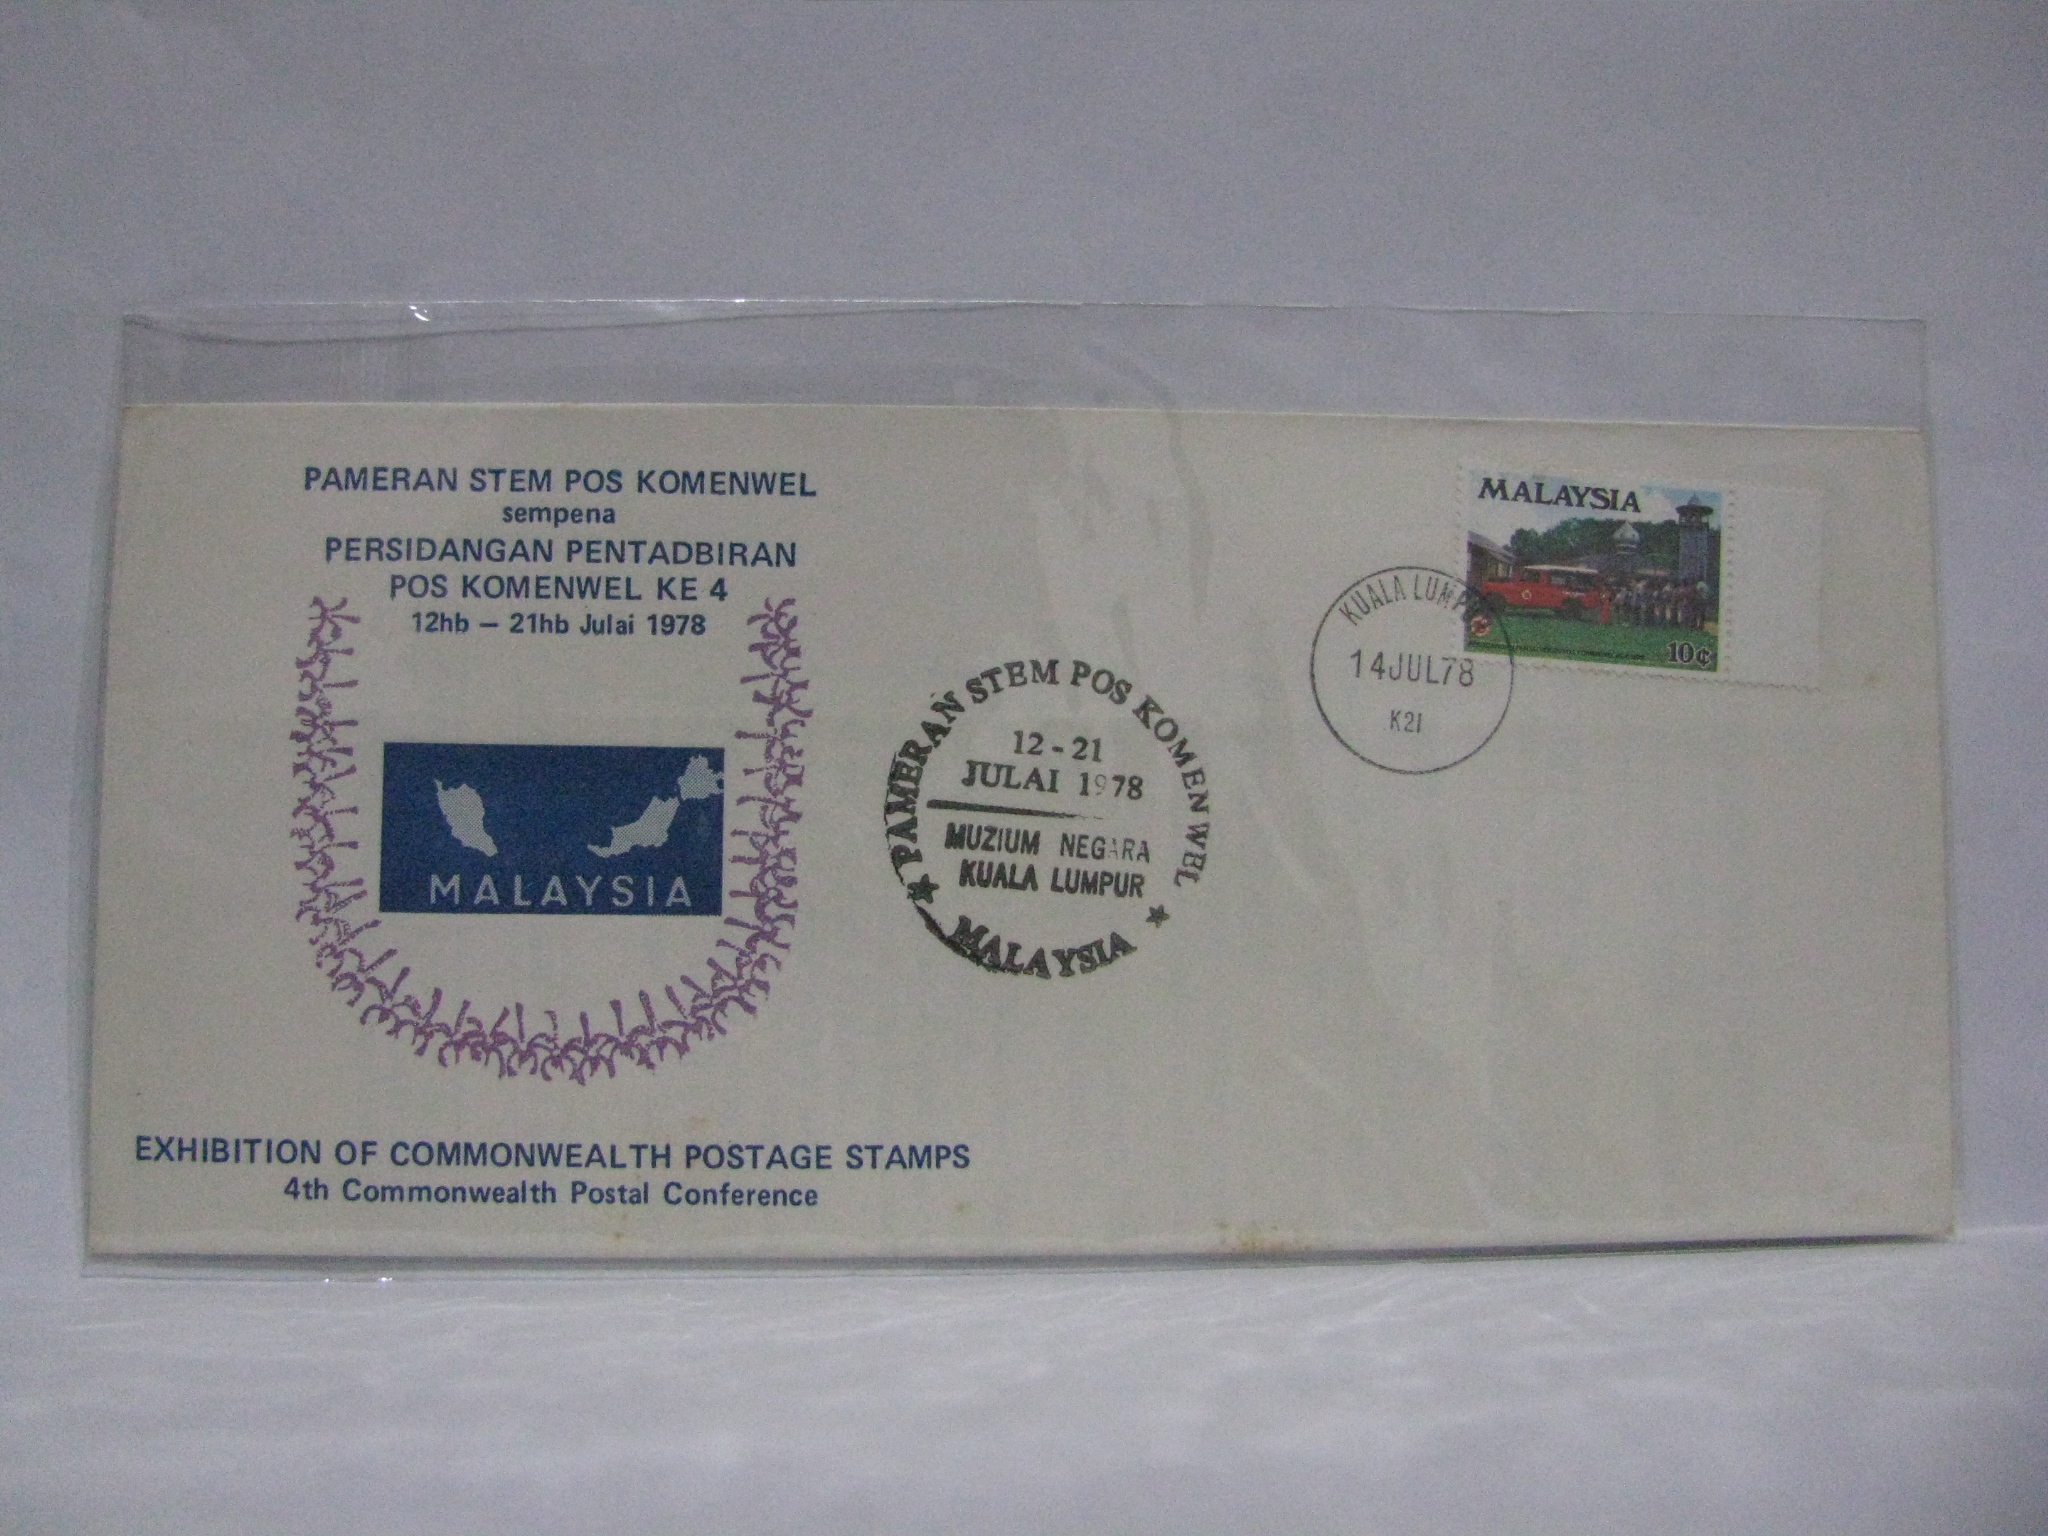 PAMERAN STEM POS KOMENWEL
sempena
PERSIDANGAN PENTADBIRAN
POS KOMENWEL KE 4
12hb – 21hb Julai 1978
MALAYSIA
EXHIBITION OF COMMONWEALTH POSTAGE STAMPS
4th Commonwealth Postal Conference
PAMERAN STEM POS KOMENWEL
12 - 21
JULAI 1978
MUZIUM NEGARA
KUALA LUMPUR
MALAYSIA
MALAYSIA
10¢
KUALA LUMPUR
14JUL78
K21